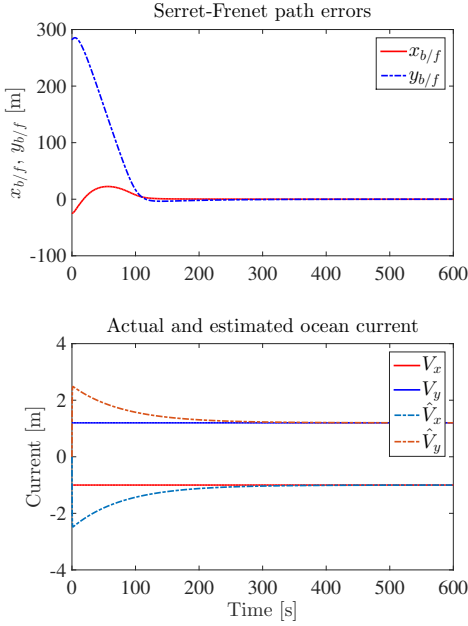 Serret-Frenet path errors
300
200
100
0
-100
x_{b/f}, y_{b/f} [m]
x_{b/f}
y_{b/f}
0 100 200 300 400 500 600
Actual and estimated ocean current
4
2
0
-2
-4
Current [m]
V_x
V_y
V̂_x
V̂_y
0 100 200 300 400 500 600
Time [s]